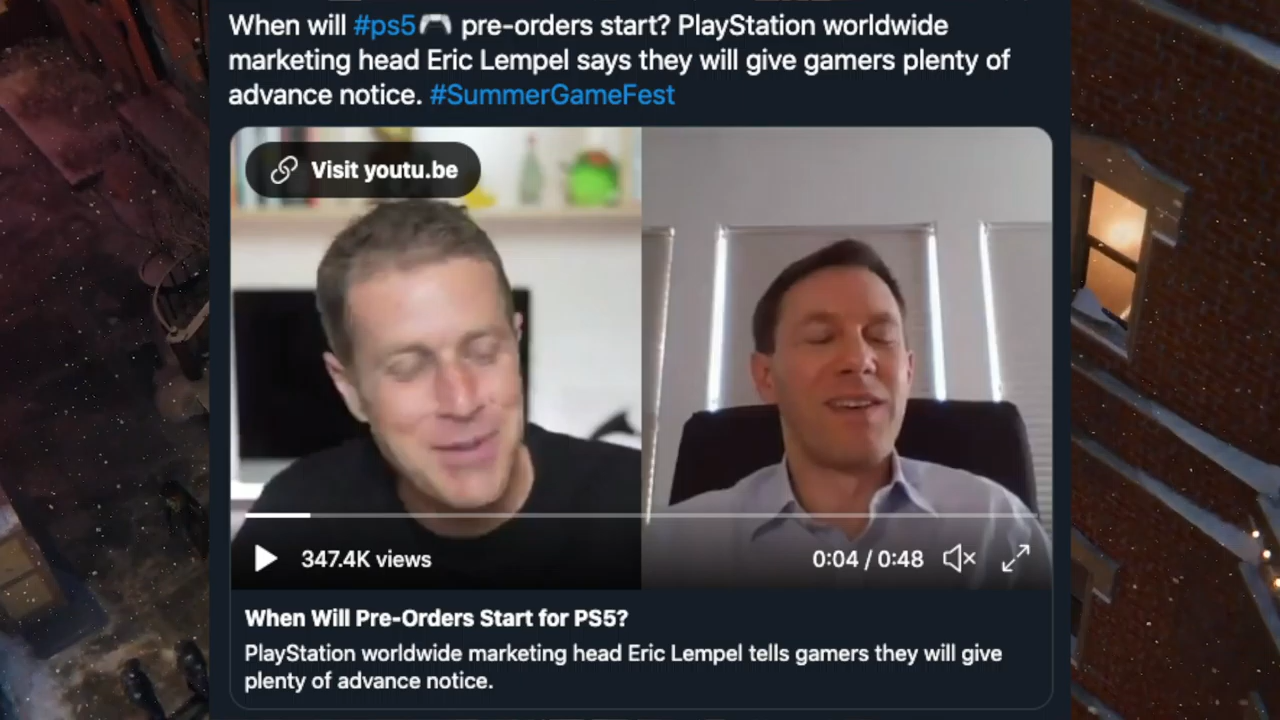 When will #ps5🎮 pre-orders start? PlayStation worldwide
marketing head Eric Lempel says they will give gamers plenty of
advance notice. #SummerGameFest
Visit youtu.be
347.4K views
0:04 / 0:48
When Will Pre-Orders Start for PS5?
PlayStation worldwide marketing head Eric Lempel tells gamers they will give
plenty of advance notice.